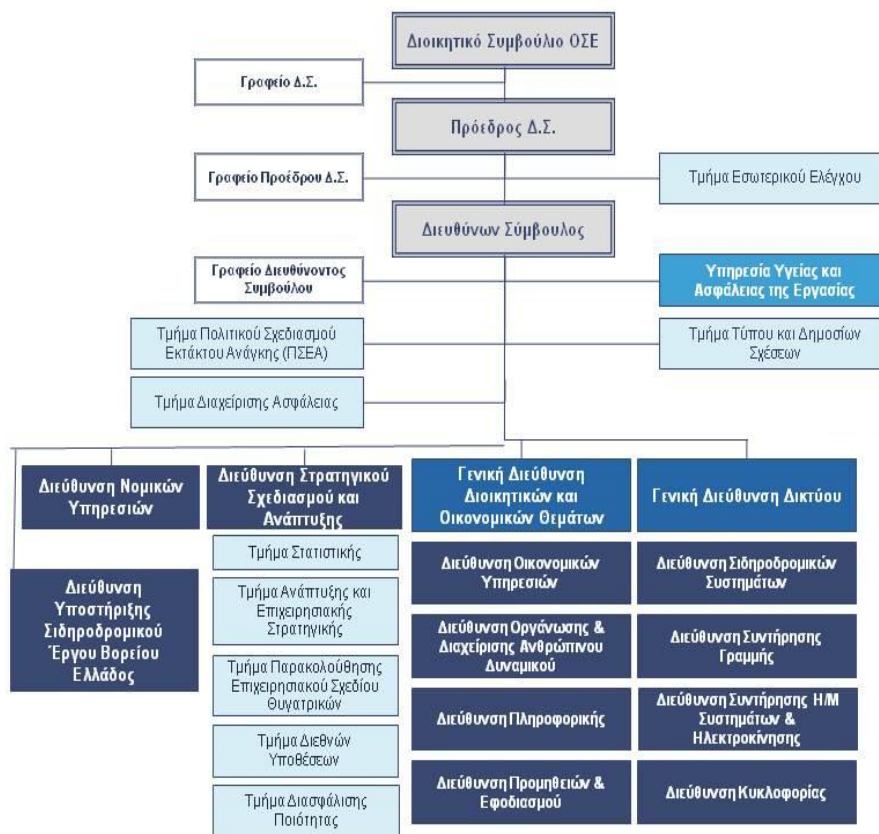 Διοικητικό Συμβούλιο ΟΣΕ
Γραφείο Δ.Σ.
Πρόεδρος Δ.Σ.
Γραφείο Προέδρου Δ.Σ.
Τμήμα Εσωτερικού Ελέγχου
Διευθύνων Σύμβουλος
Γραφείο Διευθύνοντος
Συμβούλου
Υπηρεσία Υγείας και
Ασφάλειας της Εργασίας
Τμήμα Πολιτικού Σχεδιασμού
Εκτάκτου Ανάγκης (ΠΣΕΑ)
Τμήμα Τύπου και Δημοσίων
Σχέσεων
Τμήμα Διαχείρισης Ασφάλειας
Διεύθυνση Νομικών
Υπηρεσιών
Διεύθυνση
Υποστήριξης
Σιδηροδρομικού
Έργου Βορείου
Ελλάδος
Διεύθυνση Στρατηγικού
Σχεδιασμού και
Ανάπτυξης
Τμήμα Στατιστικής
Τμήμα Ανάπτυξης και
Επιχειρησιακής
Στρατηγικής
Τμήμα Παρακολούθησης
Επιχειρησιακού Σχεδίου
Θυγατρικών
Τμήμα Διεθνών
Υποθέσεων
Τμήμα Διασφάλισης
Ποιότητας
Γενική Διεύθυνση
Διοικητικών και
Οικονομικών Θεμάτων
Διεύθυνση Οικονομικών
Υπηρεσιών
Διεύθυνση Οργάνωσης &
Διαχείρισης Ανθρώπινου
Δυναμικού
Διεύθυνση Πληροφορικής
Διεύθυνση Προμηθειών &
Εφοδιασμού
Γενική Διεύθυνση Δικτύου
Διεύθυνση Σιδηροδρομικών
Συστημάτων
Διεύθυνση Συντήρησης
Γραμμής
Διεύθυνση Συντήρησης Η/Μ
Συστημάτων &
Ηλεκτροκίνησης
Διεύθυνση Κυκλοφορίας